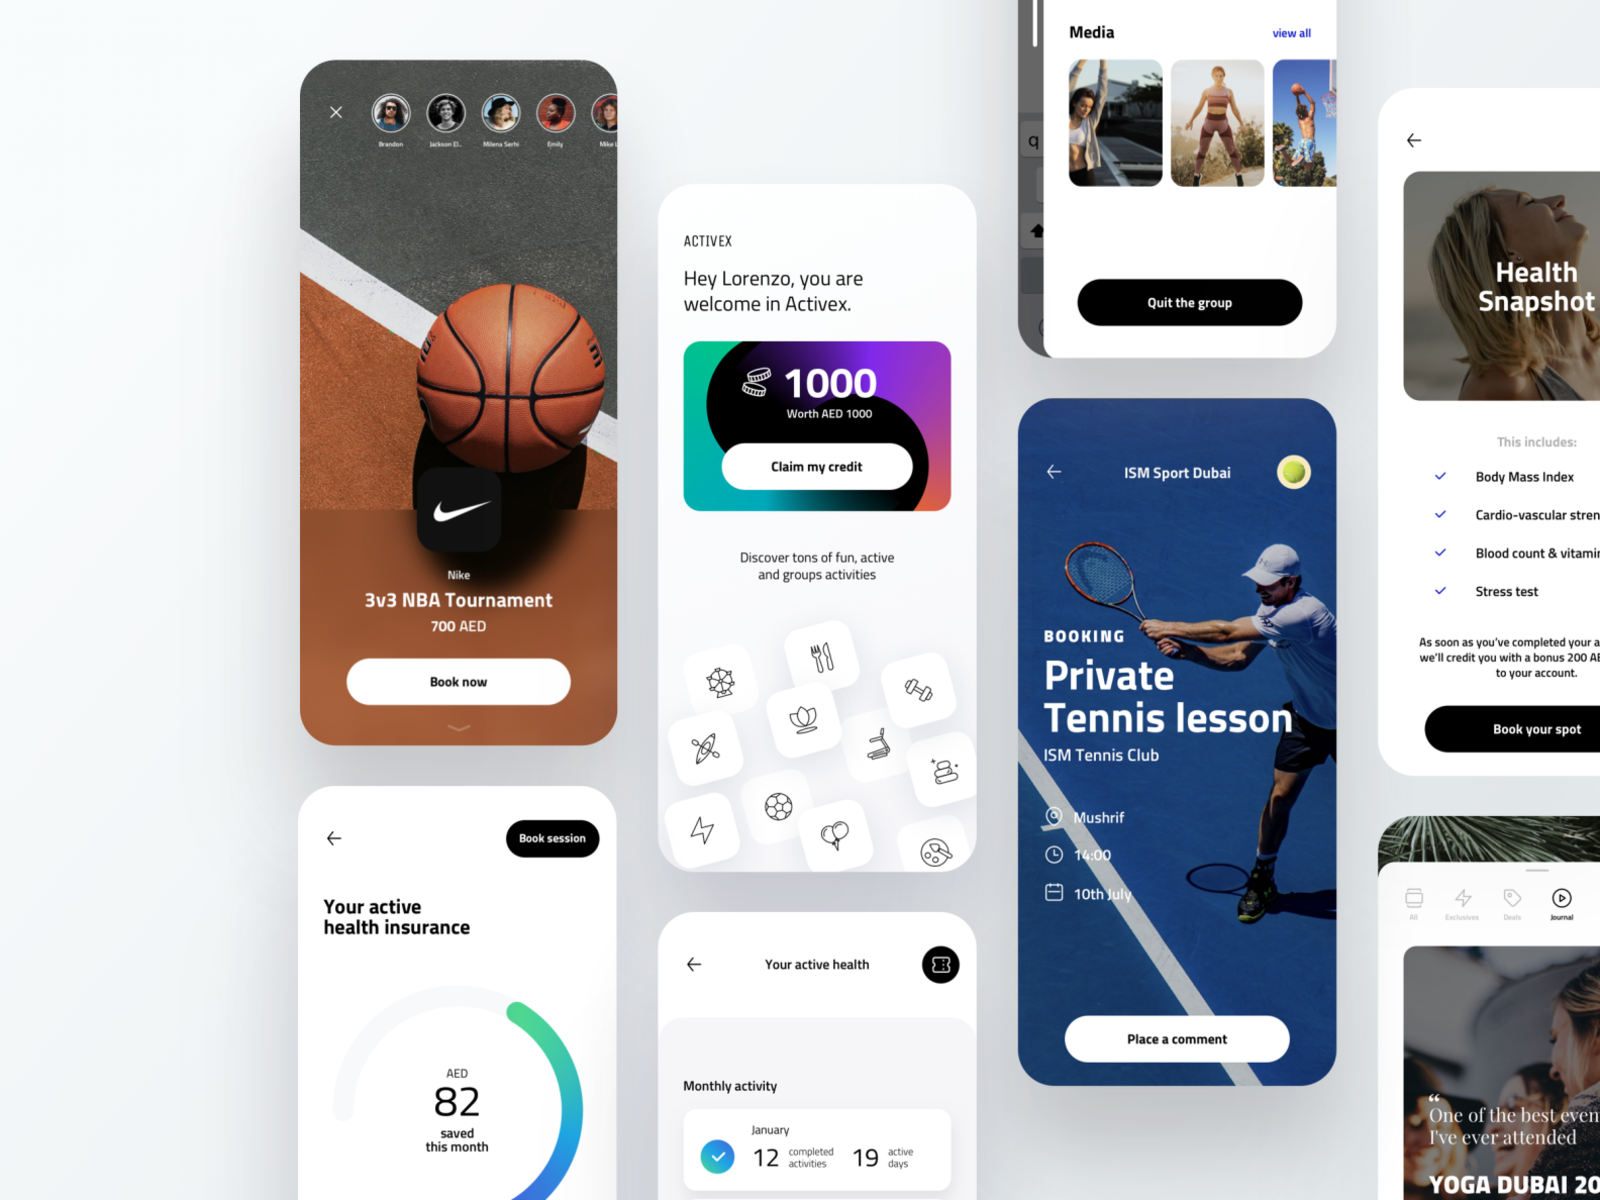 Brandon
Jackson El..
Milena Serhi
Emily
Mike
Nike
3v3 NBA Tournament
700 AED
Book now
Book session
Your active
health insurance
AED
82
saved
this month
ACTIVEX
Hey Lorenzo, you are
welcome in Activex.
1000
Worth AED 1000
Claim my credit
Discover tons of fun, active
and groups activities
Your active health
Monthly activity
January
12 completed activities
19 active days
Media
view all
q
Quit the group
ISM Sport Dubai
BOOKING
Private
Tennis lesson
ISM Tennis Club
Mushrif
14:00
10th July
Place a comment
Health
Snapshot
This includes:
Body Mass Index
Cardio-vascular stren
Blood count & vitami
Stress test
As soon as you've completed your a
we'll credit you with a bonus 200 AE
to your account.
Book your spot
All
Exclusives
Deals
Journal
“
One of the best even
I've ever attended
YOGA DUBAI 20